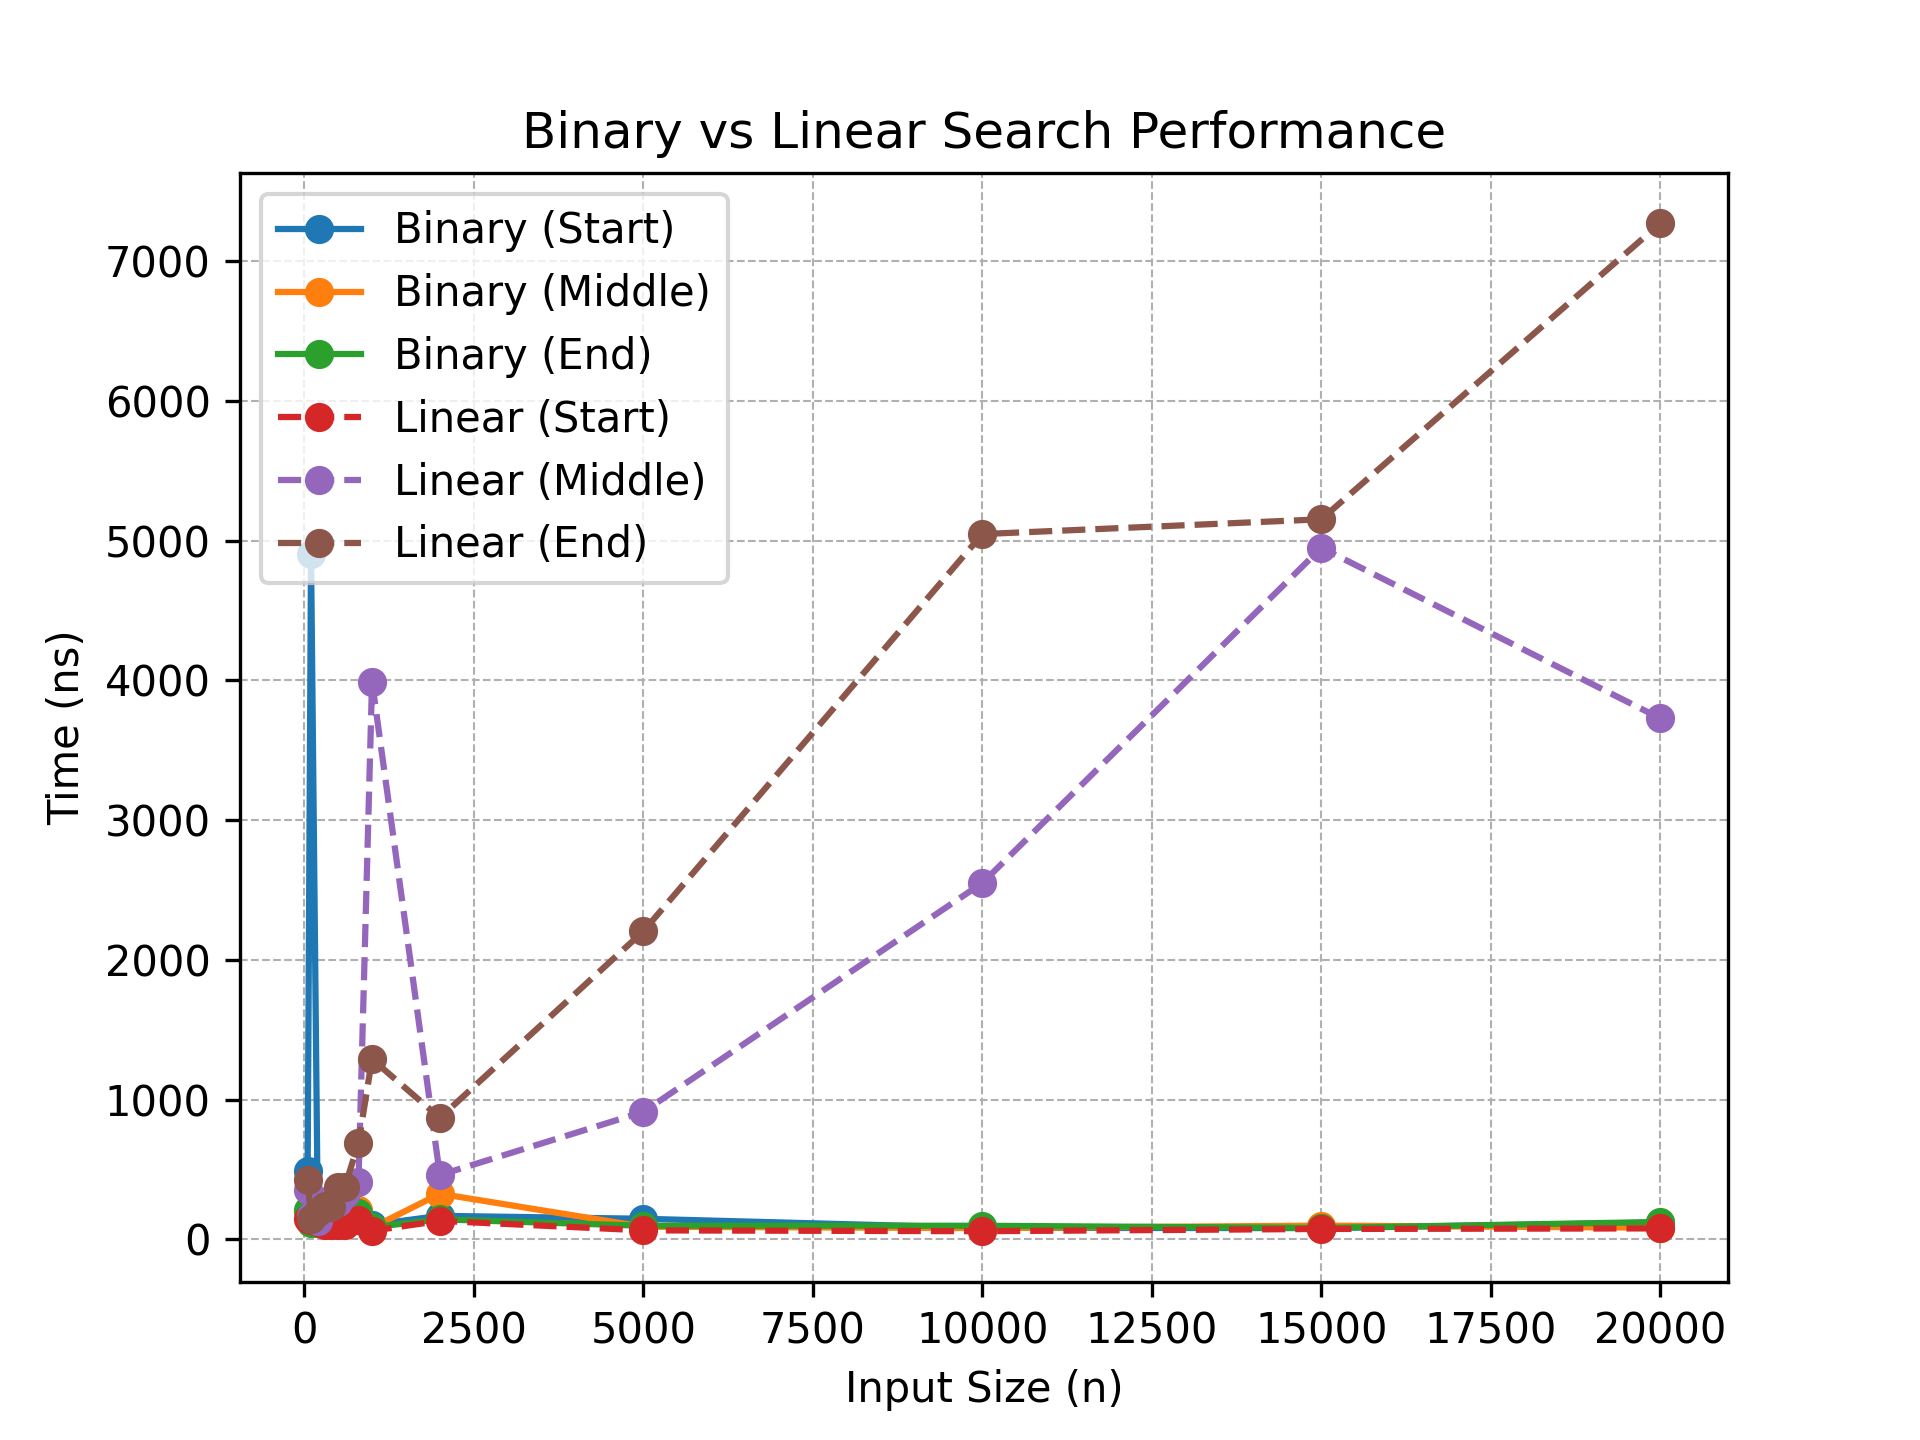 Binary vs Linear Search Performance
Binary (Start)
Binary (Middle)
Binary (End)
Linear (Start)
Linear (Middle)
Linear (End)
7000
6000
5000
4000
3000
2000
1000
0
Time (ns)
0 2500 5000 7500 10000 12500 15000 17500 20000
Input Size (n)